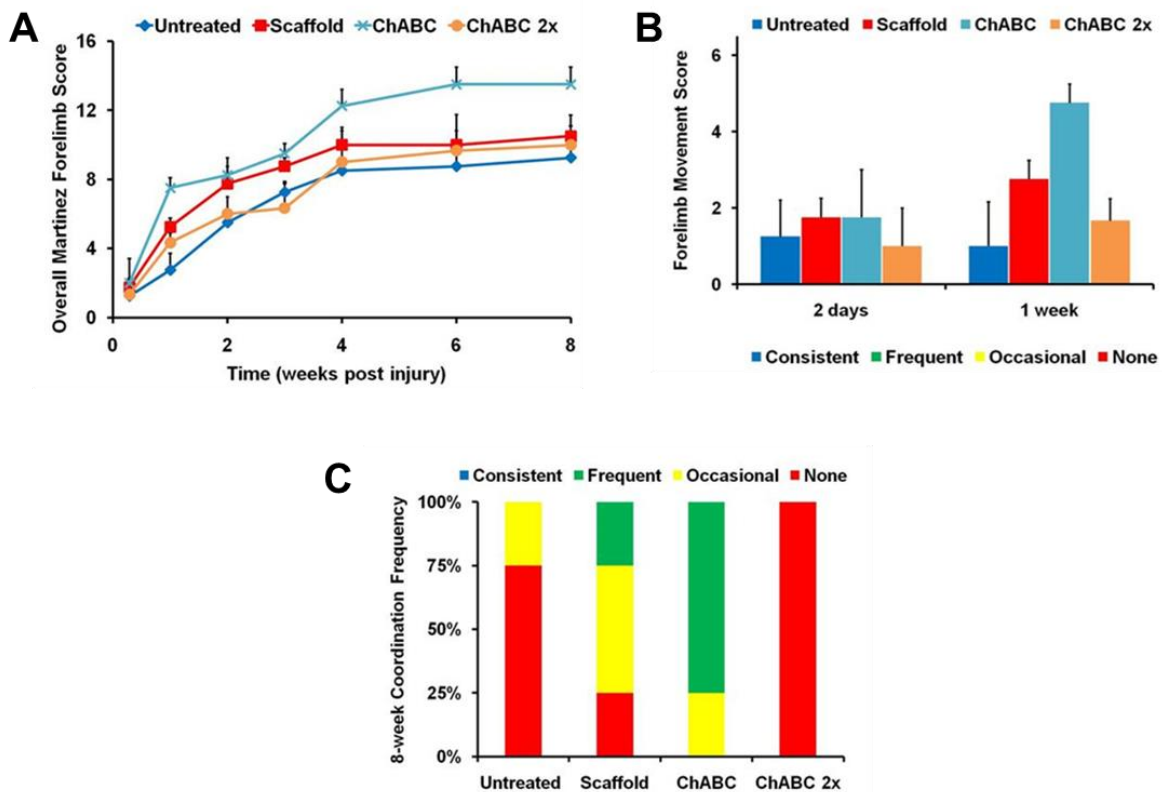 A
Untreated Scaffold ChABC ChABC 2x
Overall Martinez Forelimb Score
16
12
8
4
0
0 2 4 6 8
Time (weeks post injury)
B
Untreated Scaffold ChABC ChABC 2x
Forelimb Movement Score
6
4
2
0
2 days 1 week
Consistent Frequent Occasional None
C
Consistent Frequent Occasional None
8-week Coordination Frequency
100%
75%
50%
25%
0%
Untreated Scaffold ChABC ChABC 2x